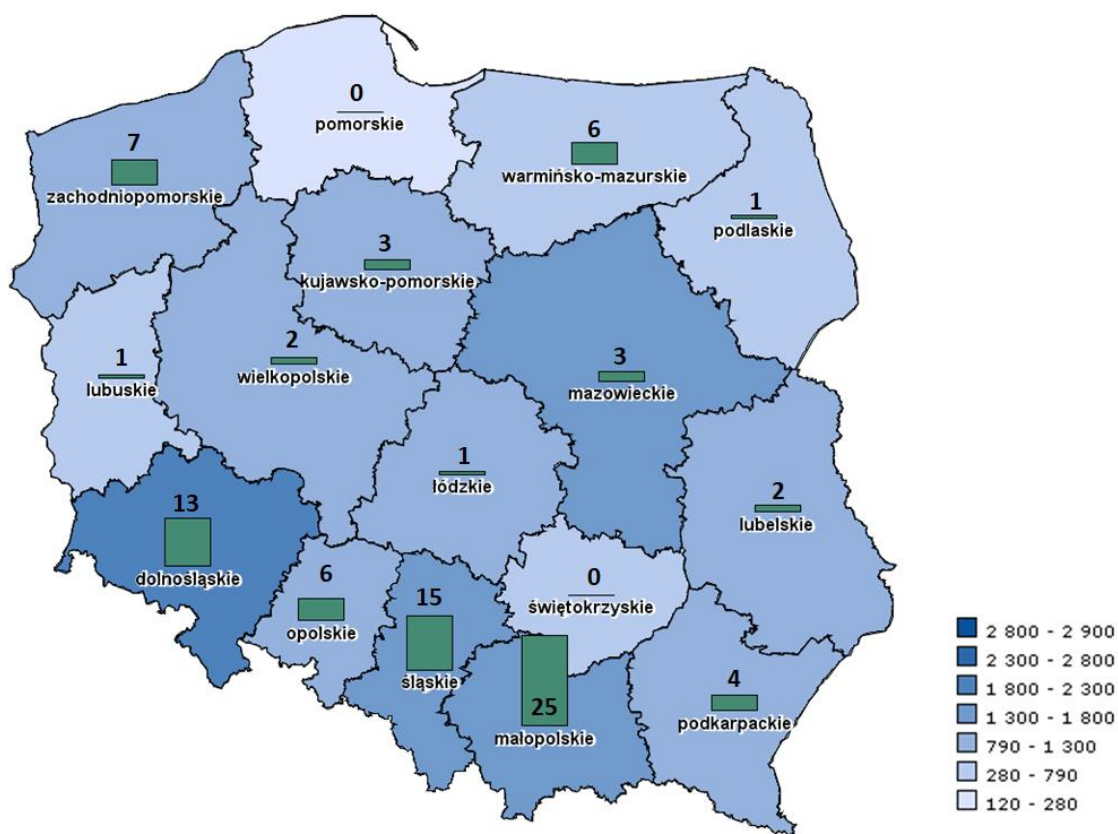 0
pomorskie
7
zachodniopomorskie
6
warmińsko-mazurskie
1
podlaskie
3
kujawsko-pomorskie
2
wielkopolskie
1
lubuskie
3
mazowieckie
1
łódzkie
2
lubelskie
13
dolnośląskie
6
opolskie
15
śląskie
0
świętokrzyskie
25
małopolskie
4
podkarpackie
2 800 - 2 900
2 300 - 2 800
1 800 - 2 300
1 300 - 1 800
790 - 1 300
280 - 790
120 - 280